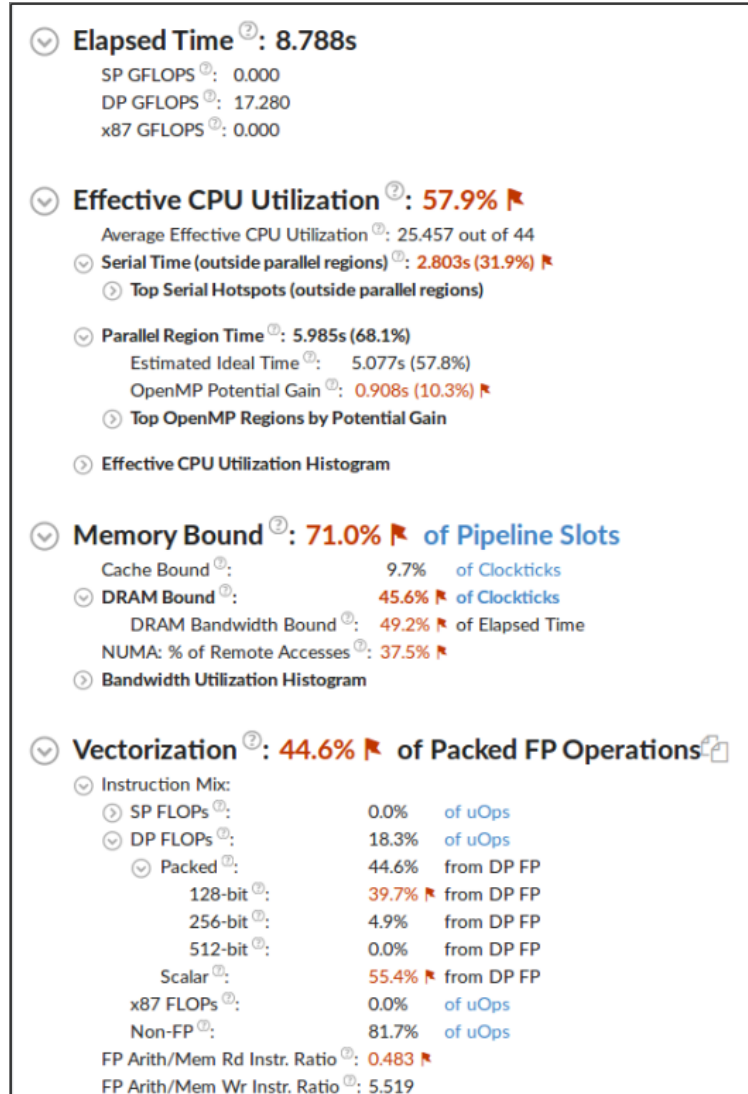 Elapsed Time ?: 8.788s
SP GFLOPS ?: 0.000
DP GFLOPS ?: 17.280
x87 GFLOPS ?: 0.000
Effective CPU Utilization ?: 57.9%
Average Effective CPU Utilization ?: 25.457 out of 44
Serial Time (outside parallel regions) ?: 2.803s (31.9%)
Top Serial Hotspots (outside parallel regions)
Parallel Region Time ?: 5.985s (68.1%)
Estimated Ideal Time ?: 5.077s (57.8%)
OpenMP Potential Gain ?: 0.908s (10.3%)
Top OpenMP Regions by Potential Gain
Effective CPU Utilization Histogram
Memory Bound ?: 71.0% of Pipeline Slots
Cache Bound ?: 9.7% of Clockticks
DRAM Bound ?: 45.6% of Clockticks
DRAM Bandwidth Bound ?: 49.2% of Elapsed Time
NUMA: % of Remote Accesses ?: 37.5%
Bandwidth Utilization Histogram
Vectorization ?: 44.6% of Packed FP Operations
Instruction Mix:
SP FLOPs ?: 0.0% of uOps
DP FLOPs ?: 18.3% of uOps
Packed ?: 44.6% from DP FP
128-bit ?: 39.7% from DP FP
256-bit ?: 4.9% from DP FP
512-bit ?: 0.0% from DP FP
Scalar ?: 55.4% from DP FP
x87 FLOPs ?: 0.0% of uOps
Non-FP ?: 81.7% of uOps
FP Arith/Mem Rd Instr. Ratio ?: 0.483
FP Arith/Mem Wr Instr. Ratio ?: 5.519